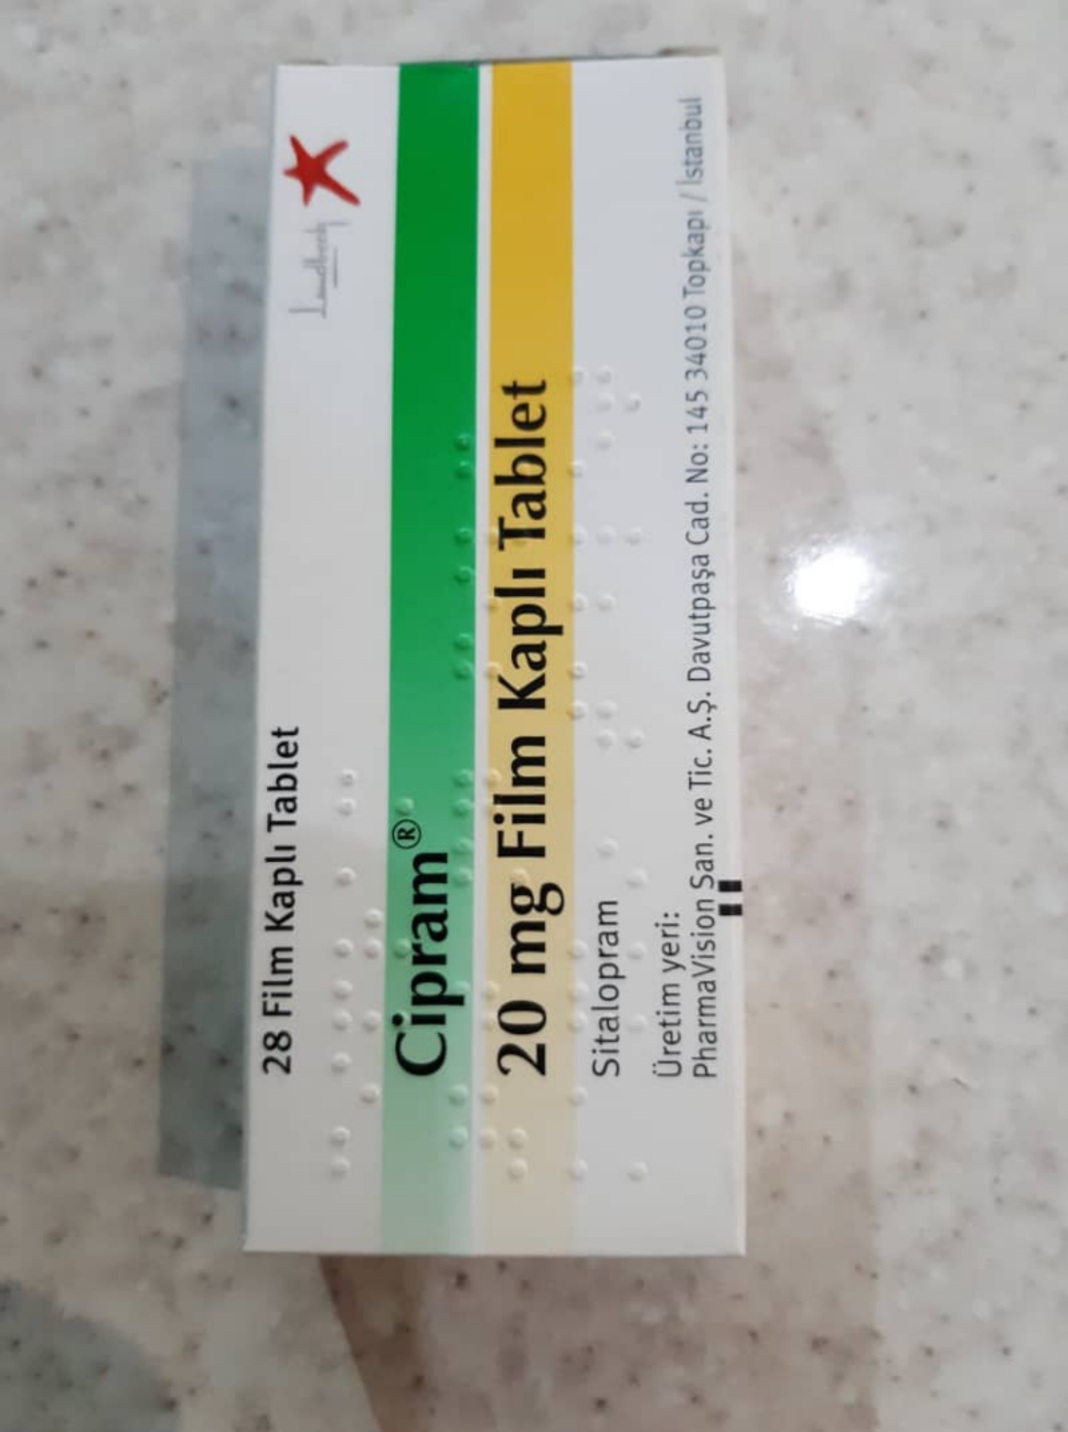 28 Film Kaplı Tablet
Lundbeck
Cipram®
20 mg Film Kaplı Tablet
Sitalopram
Üretim yeri:
PharmaVision San. ve Tic. A.Ş. Davutpaşa Cad. No: 145 34010 Topkapı / İstanbul